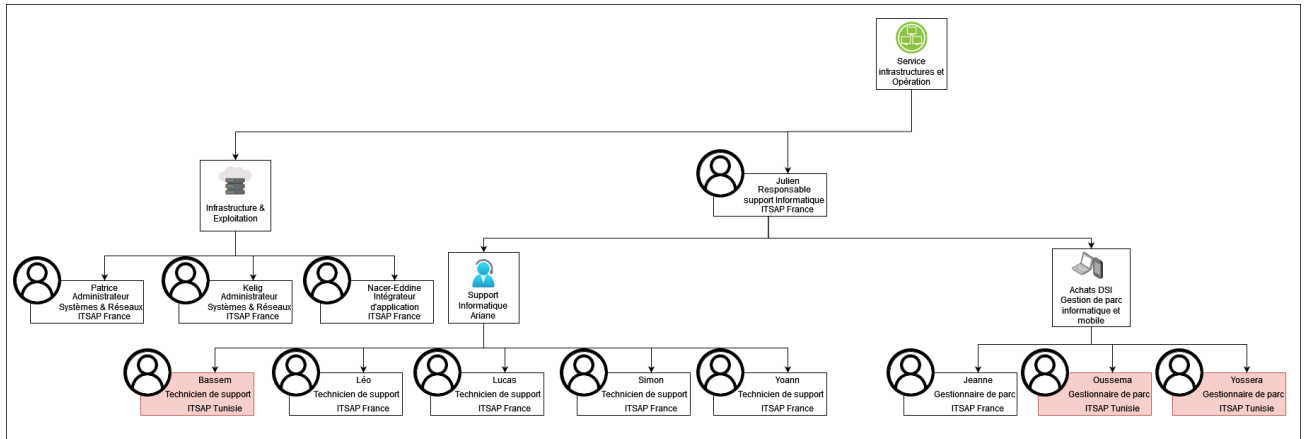 Service
infrastructures et
Opération
Infrastructure &
Exploitation
Julien
Responsable
support Informatique
ITSAP France
Patrice
Administrateur
Systèmes & Réseaux
ITSAP France
Kelig
Administrateur
Systèmes & Réseaux
ITSAP France
Nacer-Eddine
Intégrateur
d'application
ITSAP France
Support
Informatique
Ariane
Achats DSI
Gestion de parc
informatique et
mobile
Bassem
Technicien de support
ITSAP Tunisie
Léo
Technicien de support
ITSAP France
Lucas
Technicien de support
ITSAP France
Simon
Technicien de support
ITSAP France
Yoann
Technicien de support
ITSAP France
Jeanne
Gestionnaire de parc
ITSAP France
Oussema
Gestionnaire de parc
ITSAP Tunisie
Yossera
Gestionnaire de parc
ITSAP Tunisie